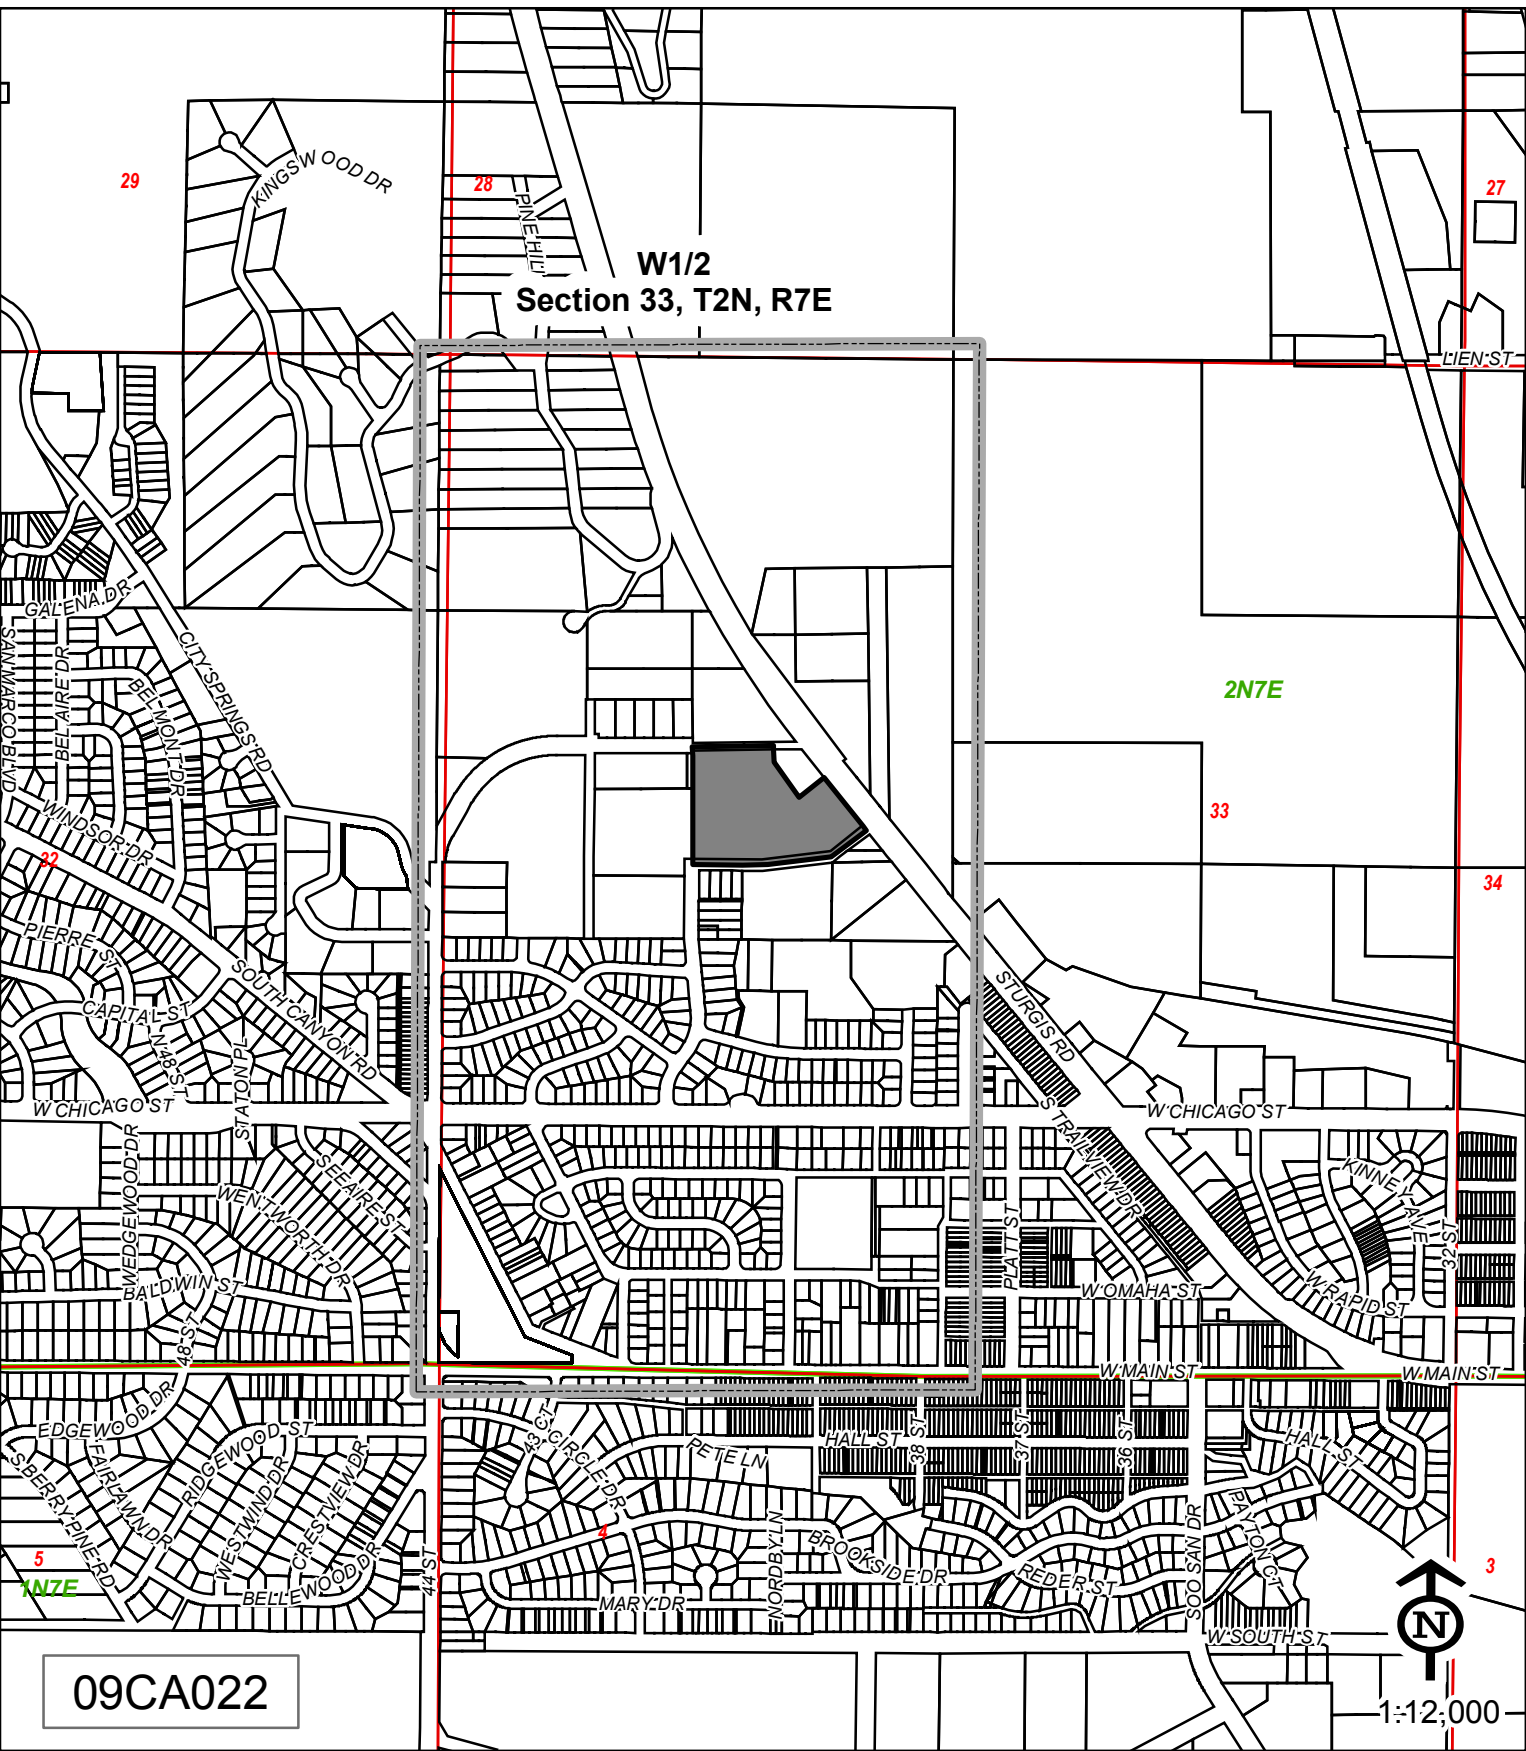 29
KINGSWOOD DR
28
PINE HILL
27
W1/2
Section 33, T2N, R7E
LIEN ST
GALENA DR
SAN MARCO BLVD
BEL AIRE DR
BELMONT DR
CITY SPRINGS RD
2N7E
WINDSOR DR
32
33
34
PIERRE ST
CAPITAL ST
N 48 ST
SOUTH CANYON RD
STATON PL
STURGIS RD
W CHICAGO ST
W CHICAGO ST
S TRAILVIEW DR
WEDGEWOOD DR
SEEAIRE ST
WENTWORTH DR
KINNEY AVE
32 ST
PLATT ST
BALDWIN ST
W OMAHA ST
W RAPID ST
48 ST
W MAIN ST
W MAIN ST
EDGEWOOD DR
FAIRLAWN DR
RIDGEWOOD ST
S BERRY PINE RD
WESTWIND DR
CRESTVIEW DR
43 CT
CIRCLE DR
PETE LN
HALL ST
38 ST
37 ST
36 ST
HALL ST
PAYTON CT
SOO SAN DR
5
1N7E
BELLEWOOD DR
44 ST
4
MARY DR
NORDBY LN
BROOKSIDE DR
REDER ST
3
W SOUTH ST
N
09CA022
1:12,000